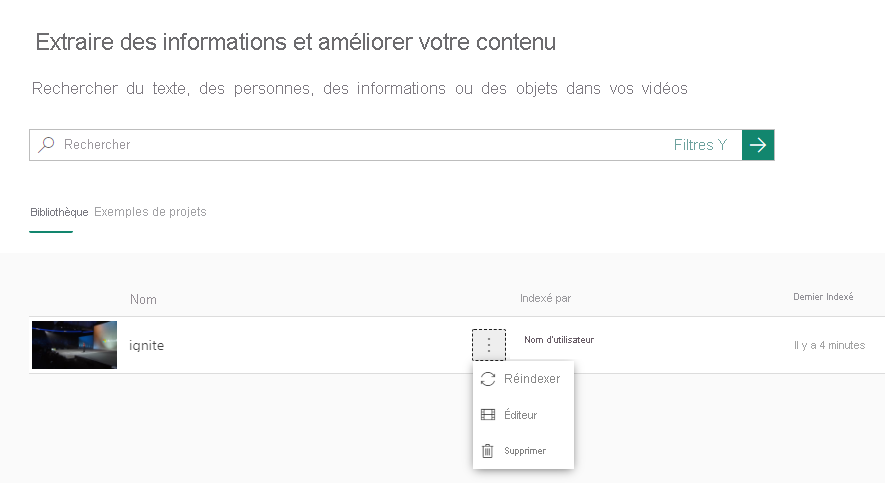 Extraire des informations et améliorer votre contenu
Rechercher du texte, des personnes, des informations ou des objets dans vos vidéos
Rechercher Filtres Y
Bibliothèque Exemples de projets
Nom Indexé par Dernier Indexé
ignite Nom d'utilisateur Il y a 4 minutes
Réindexer
Éditeur
Supprimer